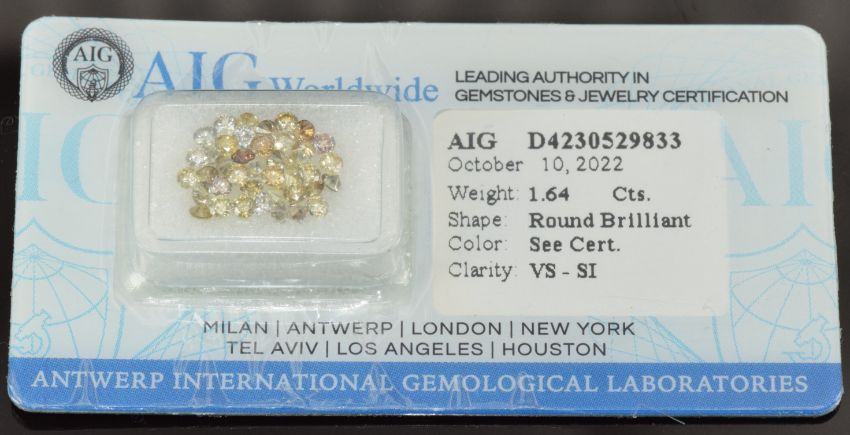 AIG
AIG Worldwide
LEADING AUTHORITY IN
GEMSTONES & JEWELRY CERTIFICATION
AIG D4230529833
October 10, 2022
Weight: 1.64 Cts.
Shape: Round Brilliant
Color: See Cert.
Clarity: VS - SI
MILAN | ANTWERP | LONDON | NEW YORK
TEL AVIV | LOS ANGELES | HOUSTON
ANTWERP INTERNATIONAL GEMOLOGICAL LABORATORIES